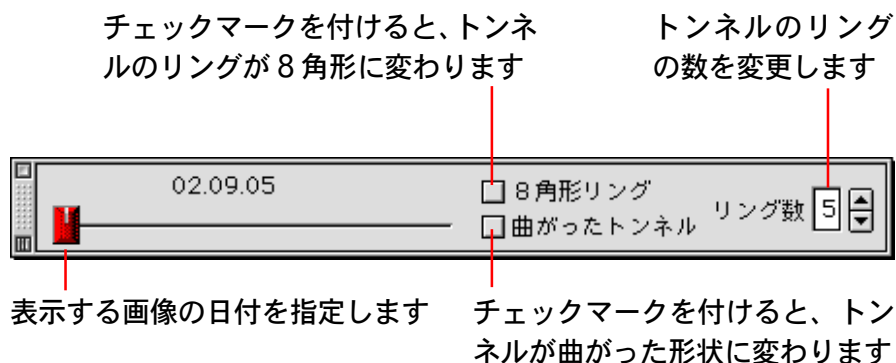 チェックマークを付けると、トンネ
ルのリングが8角形に変わります
トンネルのリング
の数を変更します
02.09.05
8角形リング
曲がったトンネル
リング数 5
表示する画像の日付を指定します
チェックマークを付けると、トン
ネルが曲がった形状に変わります